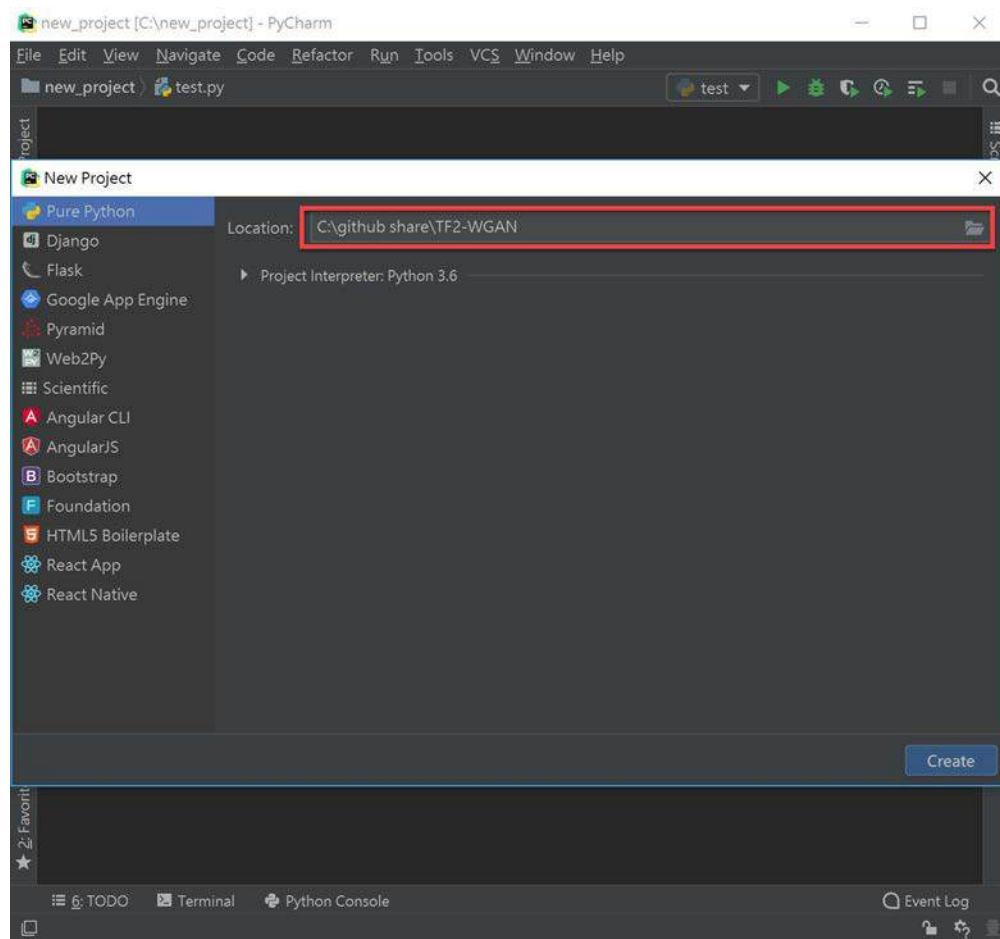 new_project [C:\new_project] - PyCharm
File Edit View Navigate Code Refactor Run Tools VCS Window Help
new_project test.py test
Project
New Project
Pure Python
Location: C:\github share\TF2-WGAN
Django
Flask
Project Interpreter: Python 3.6
Google App Engine
Pyramid
Web2Py
Scientific
Angular CLI
AngularJS
Bootstrap
Foundation
HTML5 Boilerplate
React App
React Native
Create
2: Favorit
6: TODO Terminal Python Console Event Log